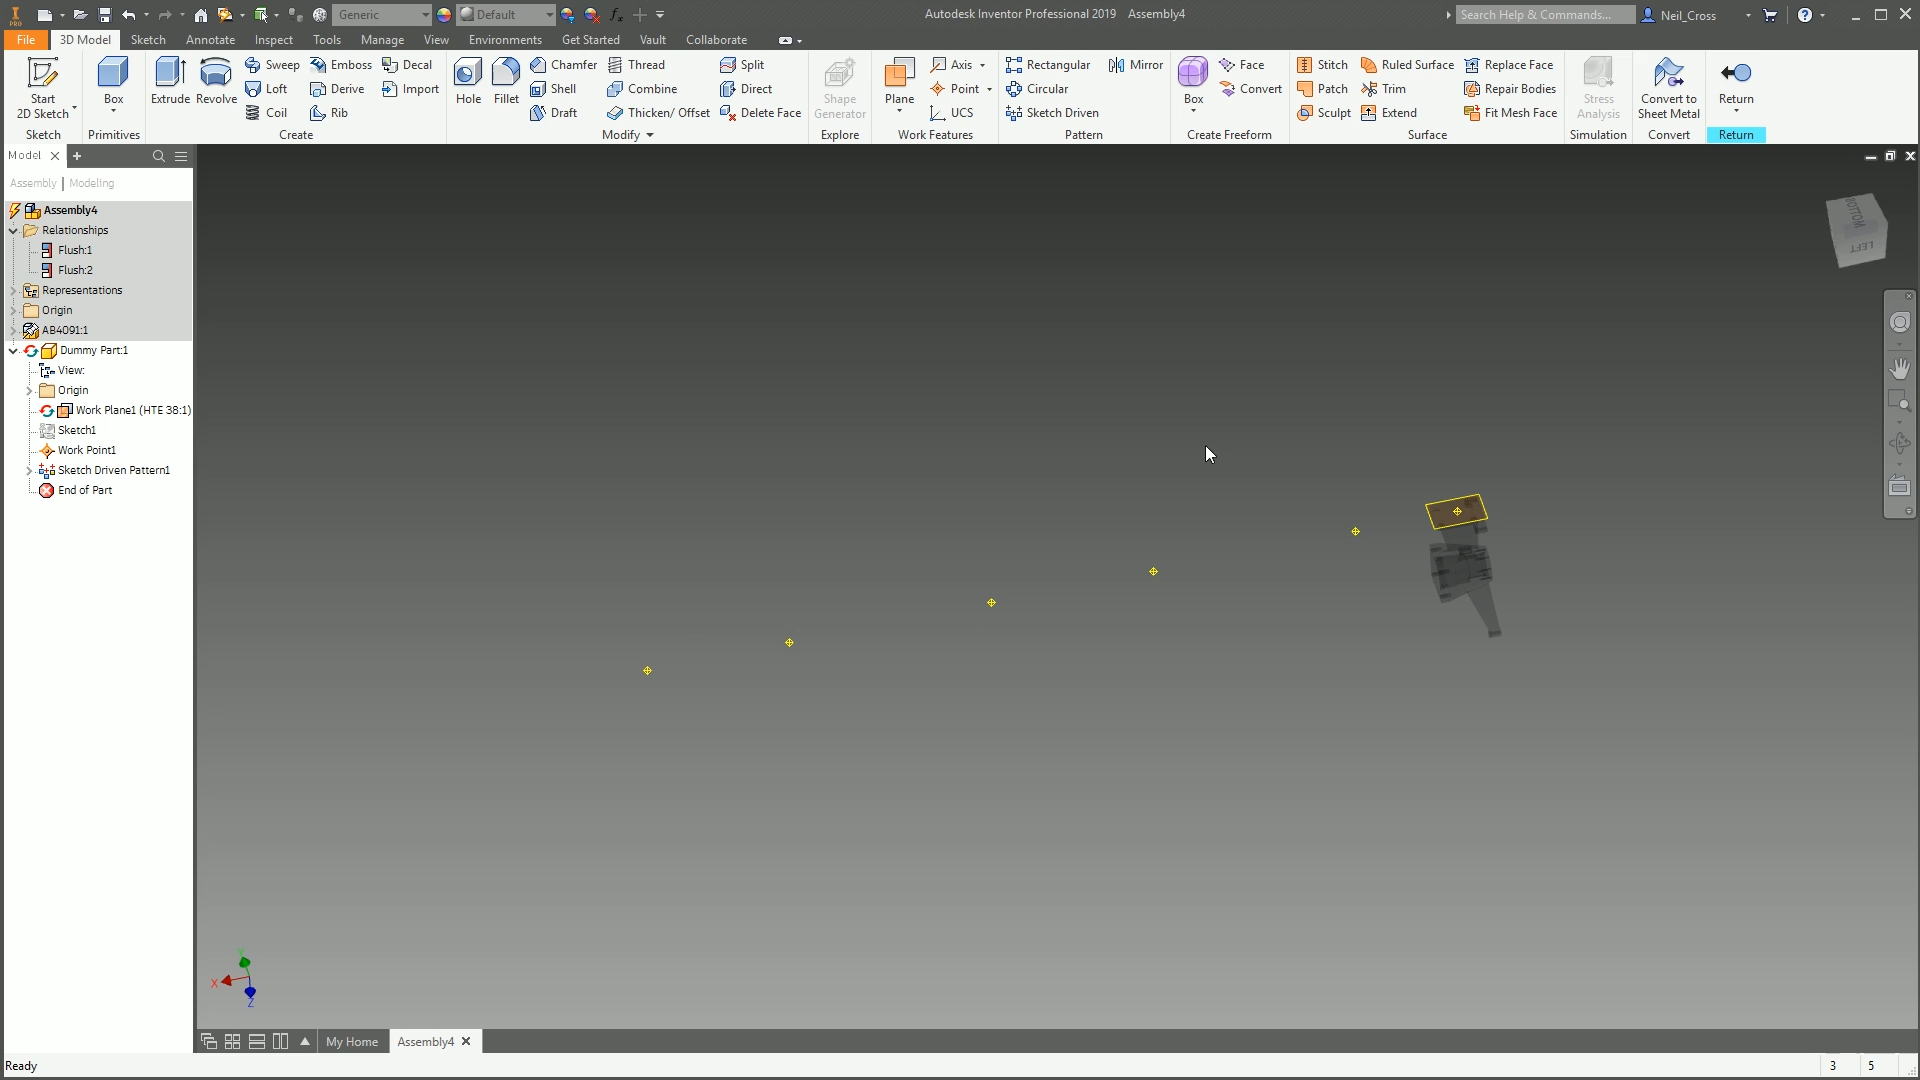 PRO
Generic
Default
Autodesk Inventor Professional 2019 Assembly4
Search Help & Commands...
Neil_Cross
File 3D Model Sketch Annotate Inspect Tools Manage View Environments Get Started Vault Collaborate
Start
2D Sketch
Box
Extrude
Revolve
Sweep Emboss Decal
Loft Derive Import
Coil Rib
Hole
Fillet
Chamfer Thread Split
Shell Combine Direct
Draft Thicken/ Offset Delete Face
Shape
Generator
Plane
Axis
Point
UCS
Rectangular Mirror
Circular
Sketch Driven
Box
Face
Convert
Stitch Ruled Surface Replace Face
Patch Trim Repair Bodies
Sculpt Extend Fit Mesh Face
Stress
Analysis
Convert to
Sheet Metal
Return
Sketch Primitives Create Modify Explore Work Features Pattern Create Freeform Surface Simulation Convert Return
Model
Assembly | Modeling
Assembly4
Relationships
Flush:1
Flush:2
Representations
Origin
AB4091:1
Dummy Part:1
View:
Origin
Work Plane1 (HTE 38:1)
Sketch1
Work Point1
Sketch Driven Pattern1
End of Part
BOTTOM
LEFT
Y
X
Z
My Home Assembly4
Ready
3 5